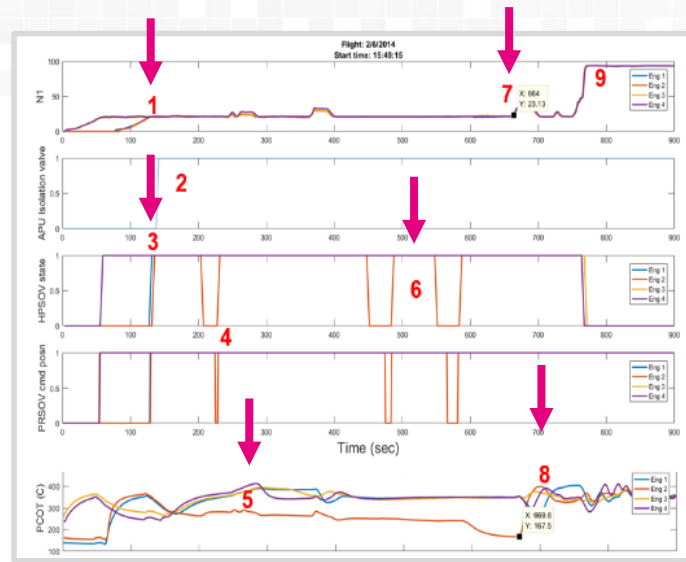 Flight: 2/6/2014
Start time: 15:49:15
N1
100
50
0
0 100 200 300 400 500 600 700 800 900
1
7
9
X: 664
Y: 23.13
Eng 1
Eng 2
Eng 3
Eng 4
APU Isolation valve
1
0.5
0
0 100 200 300 400 500 600 700 800 900
2
3
HPSOV state
1
0.5
0
0 100 200 300 400 500 600 700 800 900
6
Eng 1
Eng 2
Eng 3
Eng 4
4
PRSOV cmd posn
1
0.5
0
0 100 200 300 400 500 600 700 800 900
Eng 1
Eng 2
Eng 3
Eng 4
Time (sec)
PCOT (C)
400
300
200
100
5
8
X: 669.8
Y: 167.5
Eng 1
Eng 2
Eng 3
Eng 4